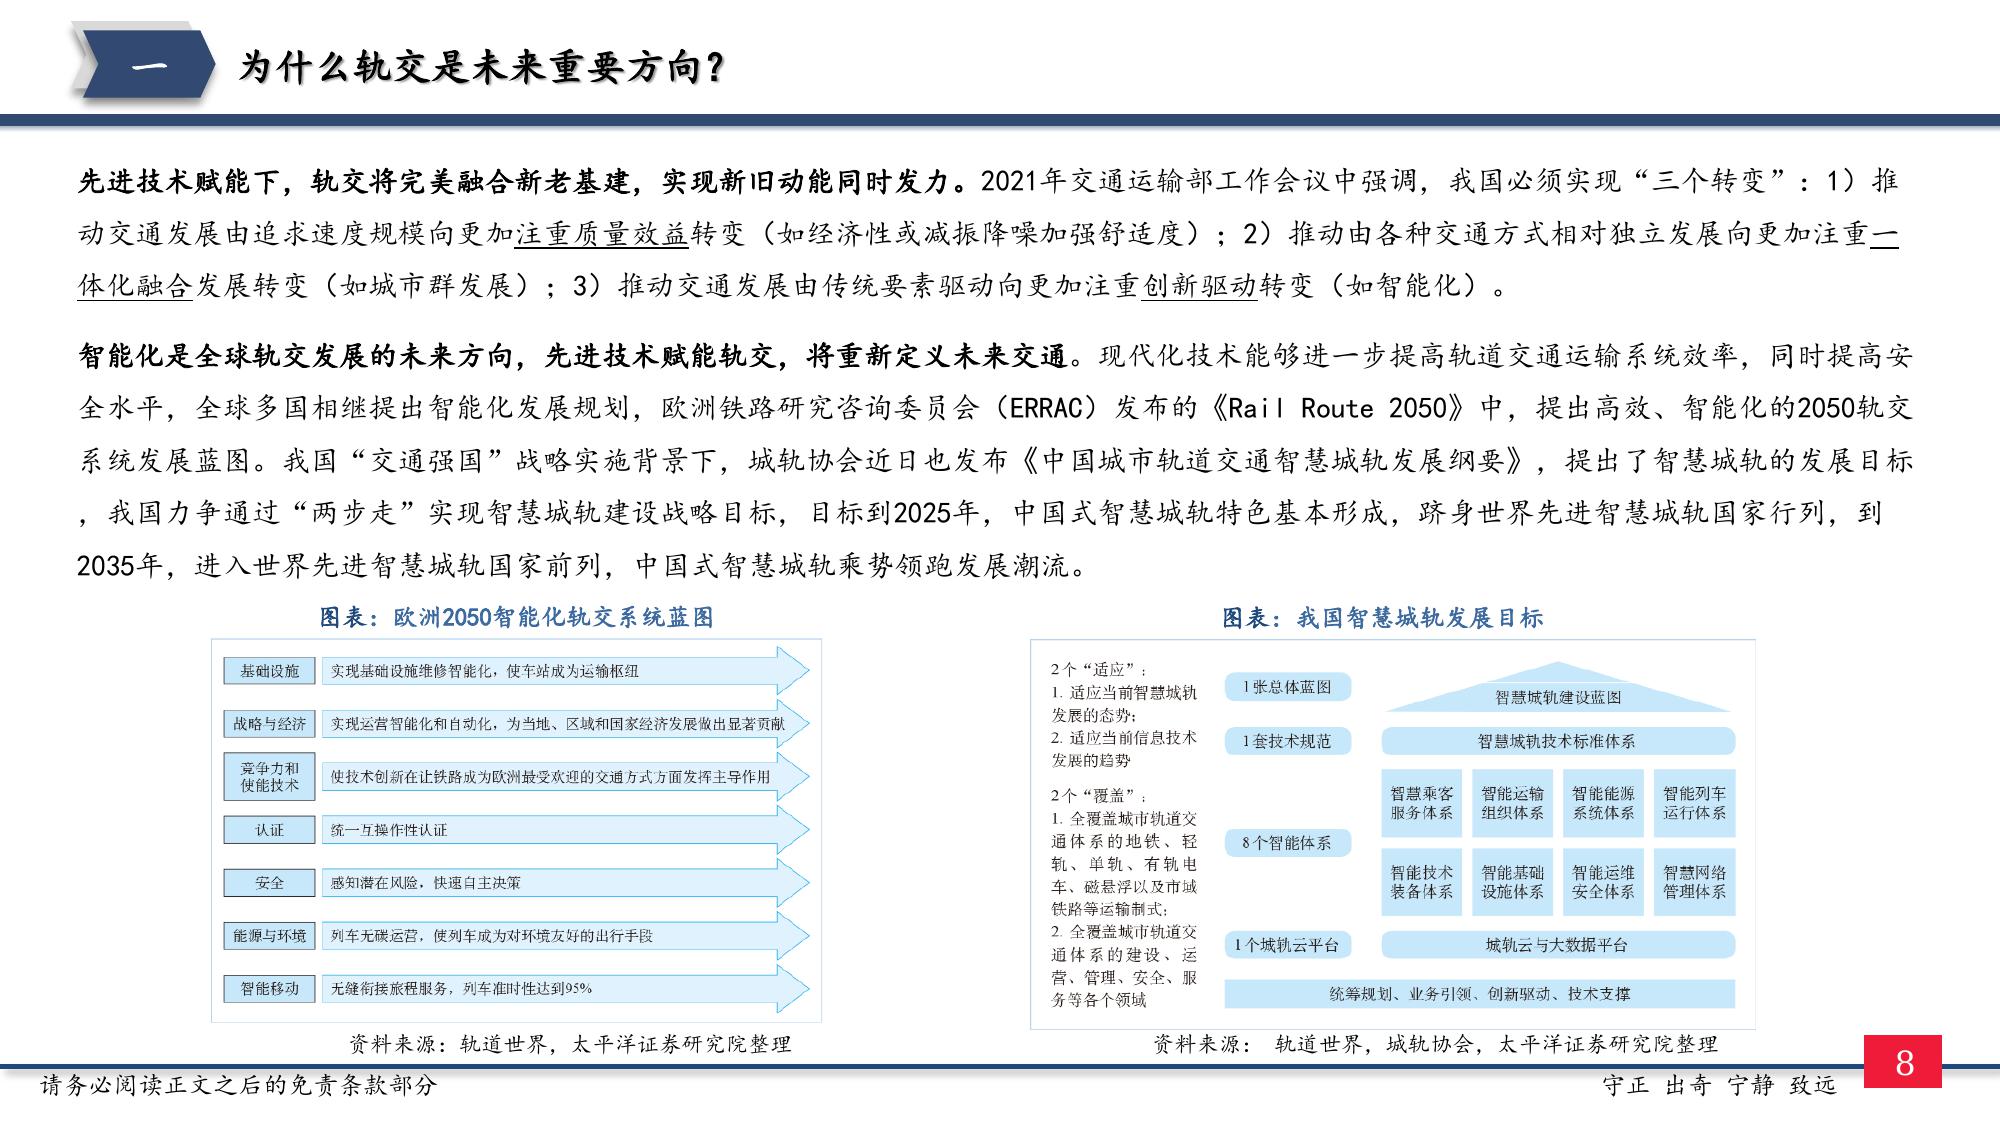 一
为什么轨交是未来重要方向？
先进技术赋能下，轨交将完美融合新老基建，实现新旧动能同时发力。2021年交通运输部工作会议中强调，我国必须实现“三个转变”：1）推
动交通发展由追求速度规模向更加注重质量效益转变（如经济性或减振降噪加强舒适度）；2）推动由各种交通方式相对独立发展向更加注重一
体化融合发展转变（如城市群发展）；3）推动交通发展由传统要素驱动向更加注重创新驱动转变（如智能化）。
智能化是全球轨交发展的未来方向，先进技术赋能轨交，将重新定义未来交通。现代化技术能够进一步提高轨道交通运输系统效率，同时提高安
全水平，全球多国相继提出智能化发展规划，欧洲铁路研究咨询委员会（ERRAC）发布的《Rail Route 2050》中，提出高效、智能化的2050轨交
系统发展蓝图。我国“交通强国”战略实施背景下，城轨协会近日也发布《中国城市轨道交通智慧城轨发展纲要》，提出了智慧城轨的发展目标
，我国力争通过“两步走”实现智慧城轨建设战略目标，目标到2025年，中国式智慧城轨特色基本形成，跻身世界先进智慧城轨国家行列，到
2035年，进入世界先进智慧城轨国家前列，中国式智慧城轨乘势领跑发展潮流。
图表：欧洲2050智能化轨交系统蓝图
基础设施 实现基础设施维修智能化，使车站成为运输枢纽
战略与经济 实现运营智能化和自动化，为当地、区域和国家经济发展做出显著贡献
竞争力和
使能技术
使技术创新在让铁路成为欧洲最受欢迎的交通方式方面发挥主导作用
认证 统一互操作性认证
安全 感知潜在风险，快速自主决策
能源与环境 列车无碳运营，使列车成为对环境友好的出行手段
智能移动 无缝衔接旅程服务，列车准时性达到95%
资料来源：轨道世界，太平洋证券研究院整理
图表：我国智慧城轨发展目标
2个“适应”：
1. 适应当前智慧城轨
发展的态势；
2. 适应当前信息技术
发展的趋势
2个“覆盖”：
1. 全覆盖城市轨道交
通体系的地铁、轻
轨、单轨、有轨电
车、磁悬浮以及市域
铁路等运输制式；
2. 全覆盖城市轨道交
通体系的建设、运
营、管理、安全、服
务等各个领域
1张总体蓝图
智慧城轨建设蓝图
1套技术规范
智慧城轨技术标准体系
8个智能体系
智慧乘客
服务体系
智能运输
组织体系
智能能源
系统体系
智能列车
运行体系
智能技术
装备体系
智能基础
设施体系
智能运维
安全体系
智慧网络
管理体系
1个城轨云平台
城轨云与大数据平台
统筹规划、业务引领、创新驱动、技术支撑
资料来源： 轨道世界，城轨协会，太平洋证券研究院整理
请务必阅读正文之后的免责条款部分
守正 出奇 宁静 致远
8